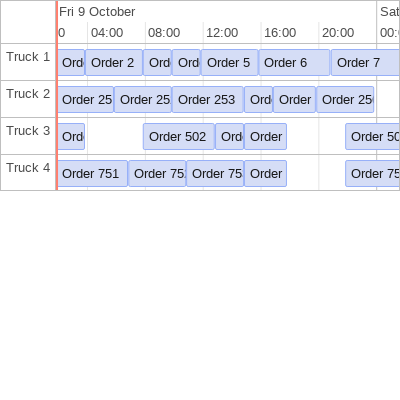 Fri 9 October Sat
0 04:00 08:00 12:00 16:00 20:00 00:
Truck 1 Ord Order 2 Ord Ord Order 5 Order 6 Order 7
Truck 2 Order 25 Order 25 Order 253 Ord Order Order 25
Truck 3 Ord Order 502 Ord Order Order 50
Truck 4 Order 751 Order 75 Order 75 Order Order 75